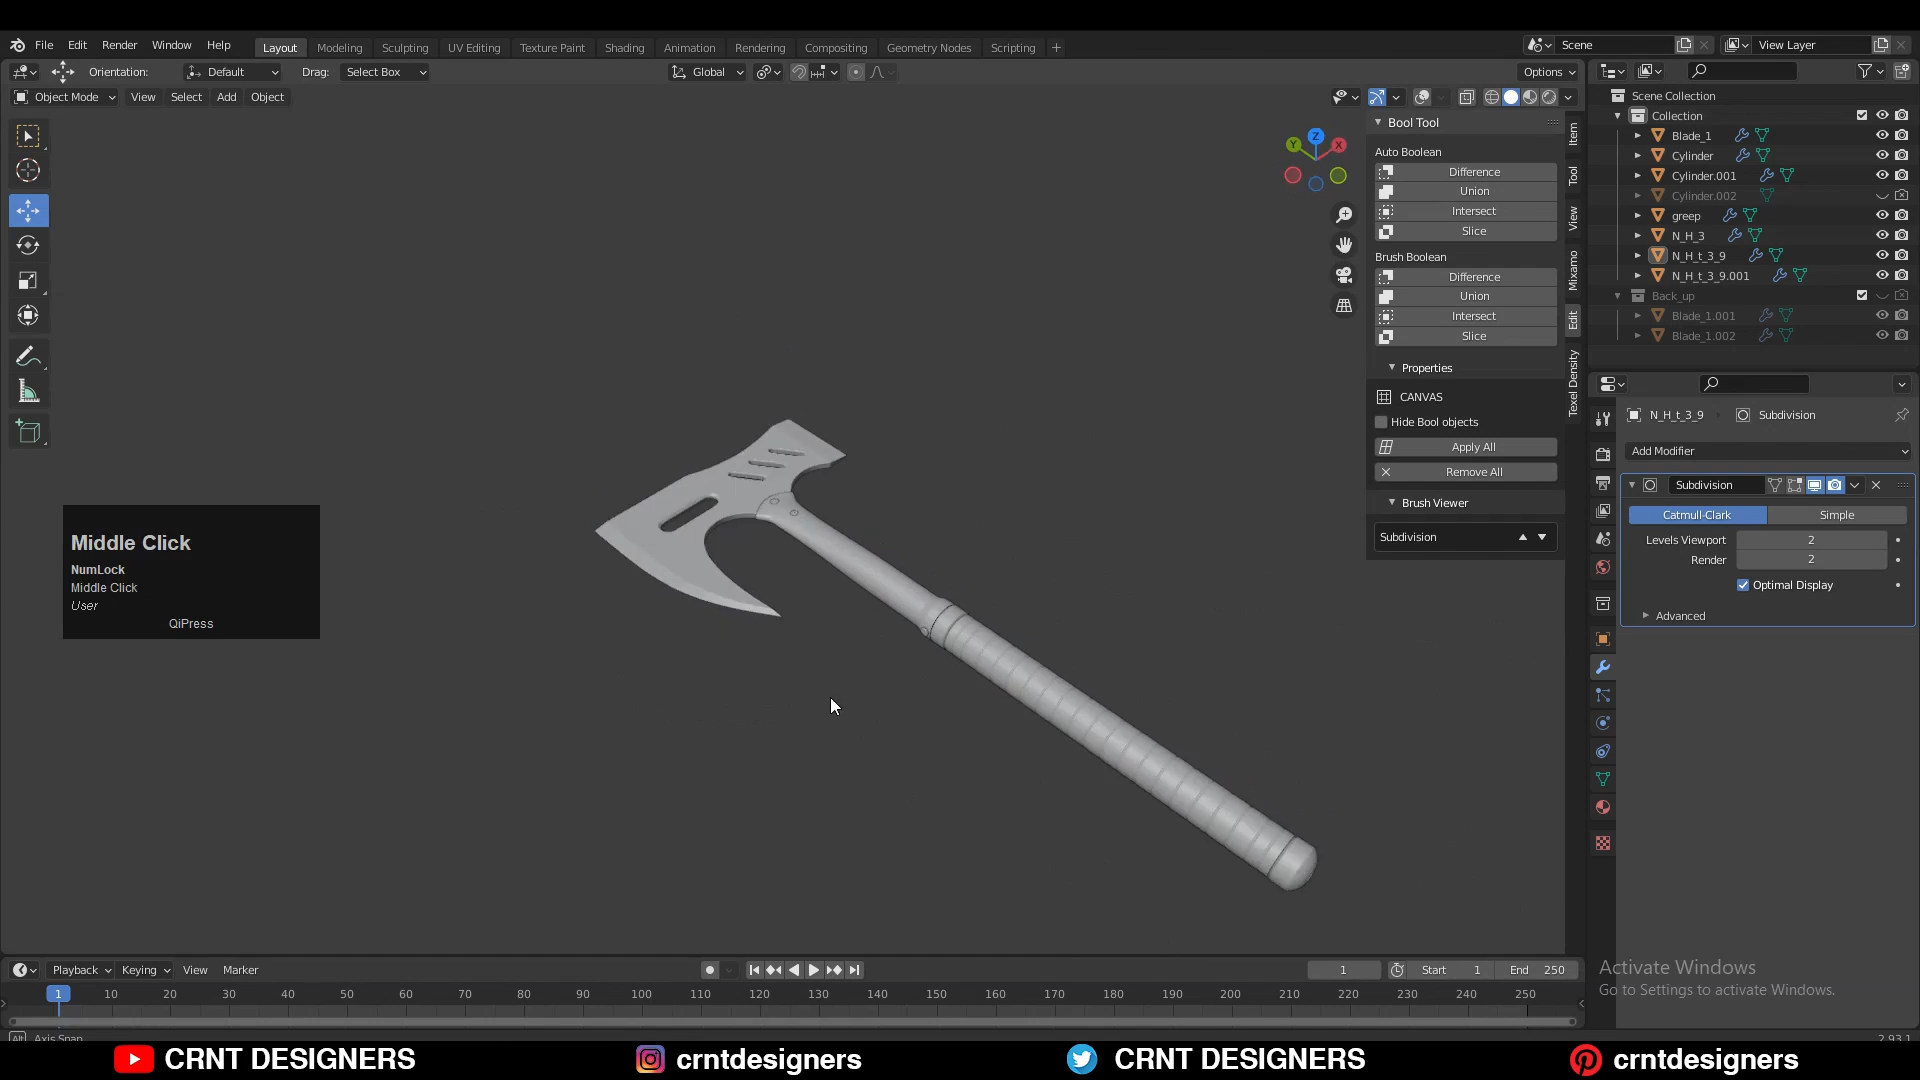 File Edit Render Window Help Layout Modeling Sculpting UV Editing Texture Paint Shading Animation Rendering Compositing Geometry Nodes Scripting + Scene View Layer
Orientation: Default Drag: Select Box Global Options
Object Mode View Select Add Object
Scene Collection
Collection
Blade_1
Cylinder
Cylinder.001
Cylinder.002
greep
N_H_3
N_H_t_3_9
N_H_t_3_9.001
Back_up
Blade_1.001
Blade_1.002
Z
Y
X
Bool Tool
Auto Boolean
Difference
Union
Intersect
Slice
Brush Boolean
Difference
Union
Intersect
Slice
Properties
CANVAS
Hide Bool objects
Apply All
Remove All
Brush Viewer
Subdivision
Item
Tool
View
Mixamo
Edit
Texel Density
N_H_t_3_9 Subdivision
Add Modifier
Subdivision
Catmull-Clark Simple
Levels Viewport 2
Render 2
Optimal Display
Advanced
Middle Click
NumLock
Middle Click
User
QiPress
Activate Windows
Go to Settings to activate Windows.
Playback Keying View Marker 1 Start 1 End 250
1 10 20 30 40 50 60 70 80 90 100 110 120 130 140 150 160 170 180 190 200 210 220 230 240 250
Alt Axis Snap 2.93.1
CRNT DESIGNERS crntdesigners CRNT DESIGNERS crntdesigners